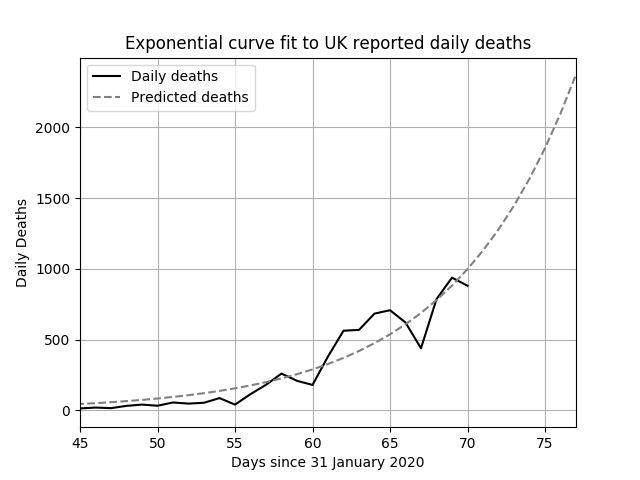 Exponential curve fit to UK reported daily deaths
Daily deaths
Predicted deaths
2000
1500
1000
500
0
Daily Deaths
45 50 55 60 65 70 75
Days since 31 January 2020